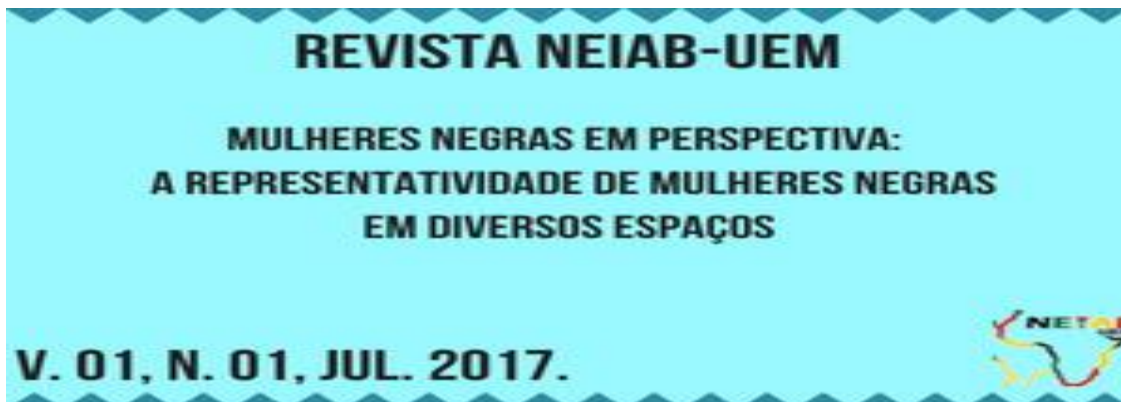 REVISTA NEIAB-UEM
MULHERES NEGRAS EM PERSPECTIVA:
A REPRESENTATIVIDADE DE MULHERES NEGRAS
EM DIVERSOS ESPAÇOS
V. 01, N. 01, JUL. 2017.